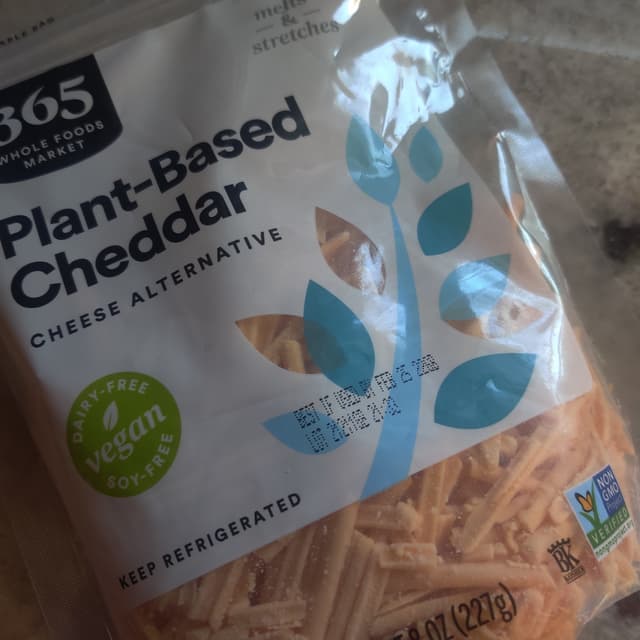 melts
&
stretches
365
WHOLE FOODS
MARKET
Plant-Based
Cheddar
CHEESE ALTERNATIVE
DAIRY-FREE
vegan
SOY-FREE
KEEP REFRIGERATED
NON
GMO
VERIFIED
BK
8 OZ (227g)